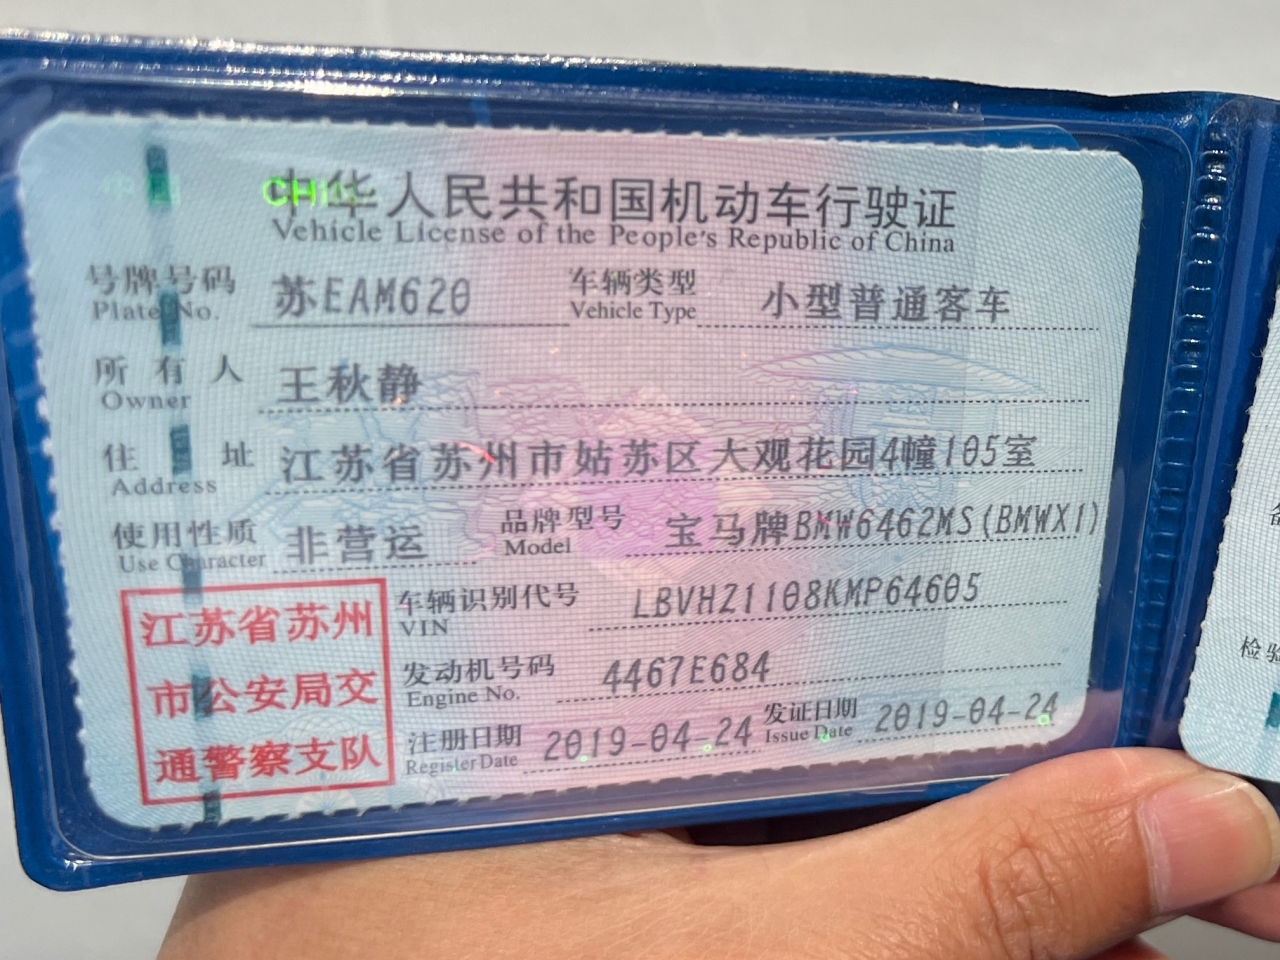 中华人民共和国机动车行驶证
Vehicle License of the People's Republic of China
号牌号码 苏EAM620 车辆类型 小型普通客车
Plate No. Vehicle Type
所有人 王秋静
Owner
住址 江苏省苏州市姑苏区大观花园4幢105室
Address
使用性质 非营运 品牌型号 宝马牌BMW6462MS(BMWX1)
Use Character Model
江苏省苏州
市公安局交
通警察支队
车辆识别代号 LBVHZ1108KMP64605
VIN
发动机号码 4467E684
Engine No.
注册日期 2019-04-24 发证日期 2019-04-24
Register Date Issue Date
检验